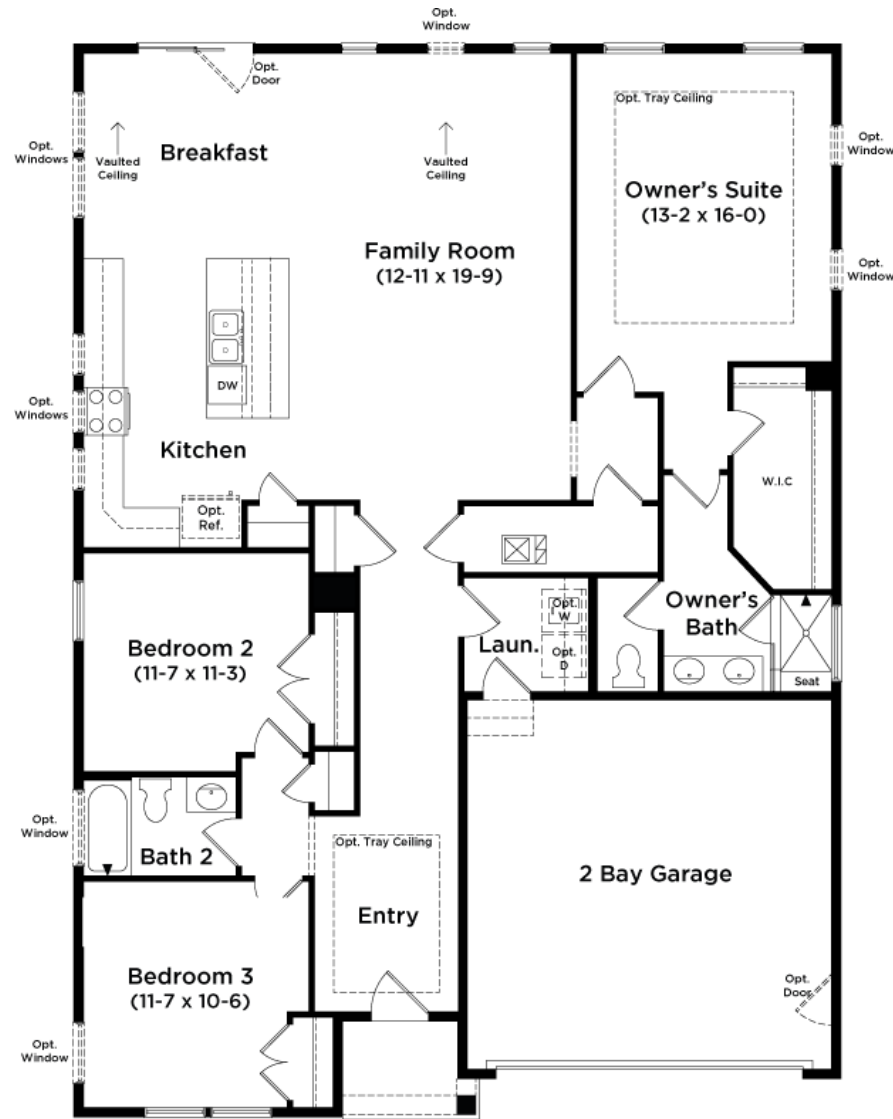 Opt.
Window
Opt.
Door
Opt. Tray Ceiling
Opt.
Windows
Vaulted
Ceiling
Breakfast
Vaulted
Ceiling
Opt.
Window
Owner's Suite
(13-2 x 16-0)
Family Room
(12-11 x 19-9)
Opt.
Window
DW
Opt.
Windows
Kitchen
W.I.C
Opt.
Ref.
Opt.
W
Owner's
Bath
Bedroom 2
(11-7 x 11-3)
Laun.
Opt.
D
Seat
Opt.
Window
Bath 2
Opt. Tray Ceiling
2 Bay Garage
Entry
Bedroom 3
(11-7 x 10-6)
Opt.
Door
Opt.
Window